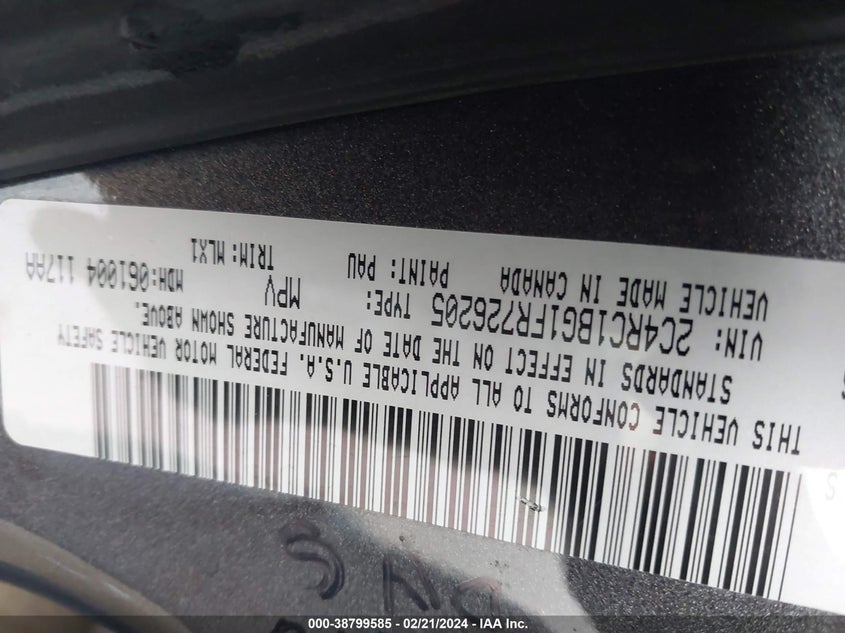 THIS VEHICLE CONFORMS TO ALL APPLICABLE U.S.A. FEDERAL MOTOR VEHICLE SAFETY
STANDARDS IN EFFECT ON THE DATE OF MANUFACTURE SHOWN ABOVE.
VIN: 2C4RC1BG1FR726205 TYPE: MPV MDH:061004 117AA
VEHICLE MADE IN CANADA PAINT: PAU TRIM:MLX1
000-38799585 - 02/21/2024 - IAA Inc.